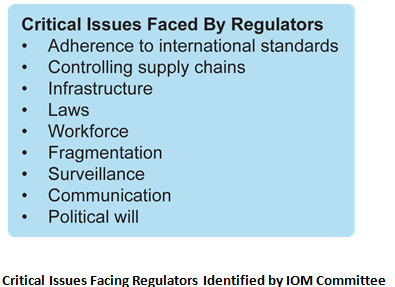 Critical Issues Faced By Regulators
• Adherence to international standards
• Controlling supply chains
• Infrastructure
• Laws
• Workforce
• Fragmentation
• Surveillance
• Communication
• Political will
Critical Issues Facing Regulators Identified by IOM Committee